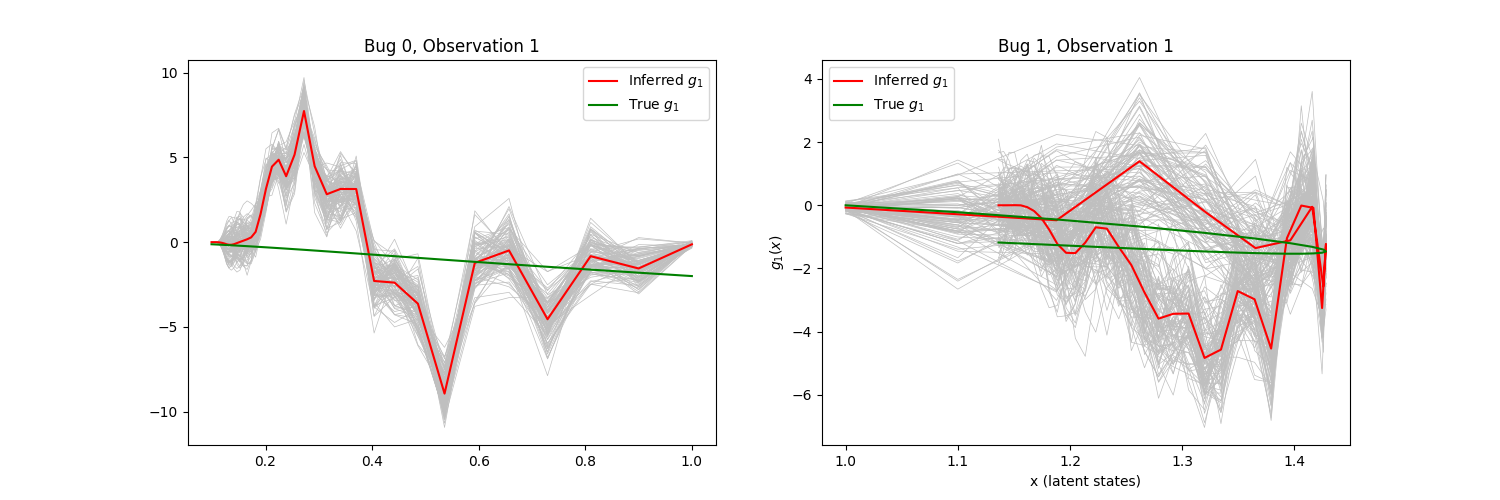 Bug 0, Observation 1
10
5
0
−5
−10
0.2
0.4
0.6
0.8
1.0
Inferred g₁
True g₁
Bug 1, Observation 1
g₁(x)
4
2
0
−2
−4
−6
1.0
1.1
1.2
1.3
1.4
x (latent states)
Inferred g₁
True g₁